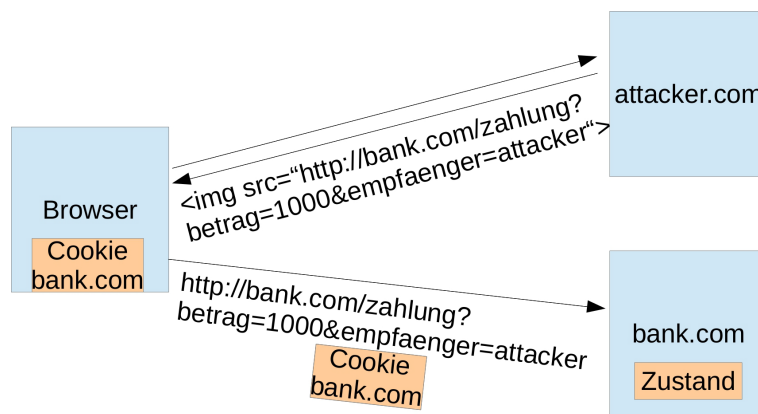 attacker.com
<img src=“http://bank.com/zahlung?
betrag=1000&empfaenger=attacker“>
Browser
Cookie
bank.com
http://bank.com/zahlung?
betrag=1000&empfaenger=attacker
Cookie
bank.com
bank.com
Zustand